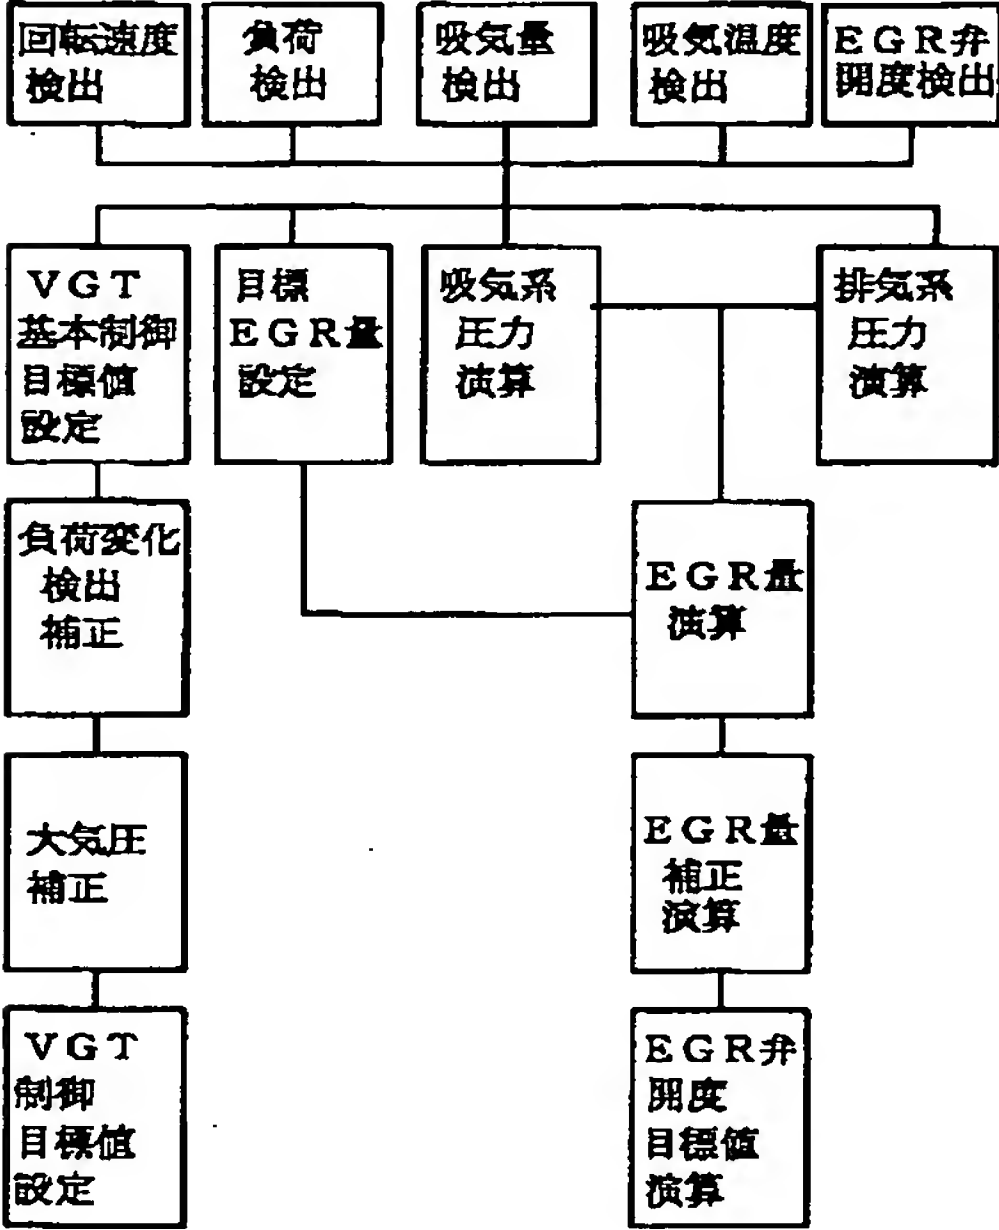 回転速度
検出
負荷
検出
吸気量
検出
吸気温度
検出
EGR弁
開度検出
VGT
基本制御
目標値
設定
目標
EGR量
設定
吸気系
圧力
演算
排気系
圧力
演算
負荷変化
検出
補正
EGR量
演算
大気圧
補正
EGR量
補正
演算
VGT
制御
目標値
設定
EGR弁
開度
目標値
演算